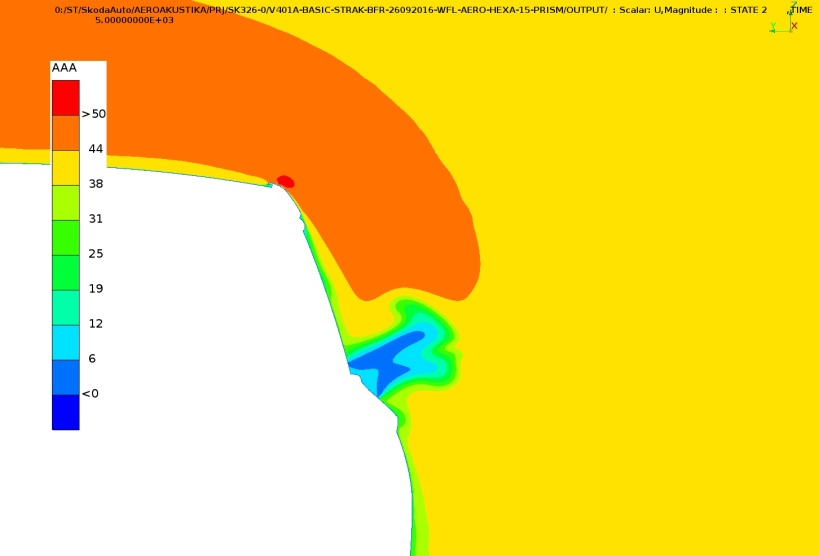 0:/ST/SkodaAuto/AEROAKUSTIKA/PRJ/SK326-0/V401A-BASIC-STRAK-BFR-26092016-WFL-AERO-HEXA-15-PRISM/OUTPUT/ : Scalar: U,Magnitude : : STATE 2 TIME
5.00000000E+03
Z
Y
X
AAA
>50
44
38
31
25
19
12
6
<0